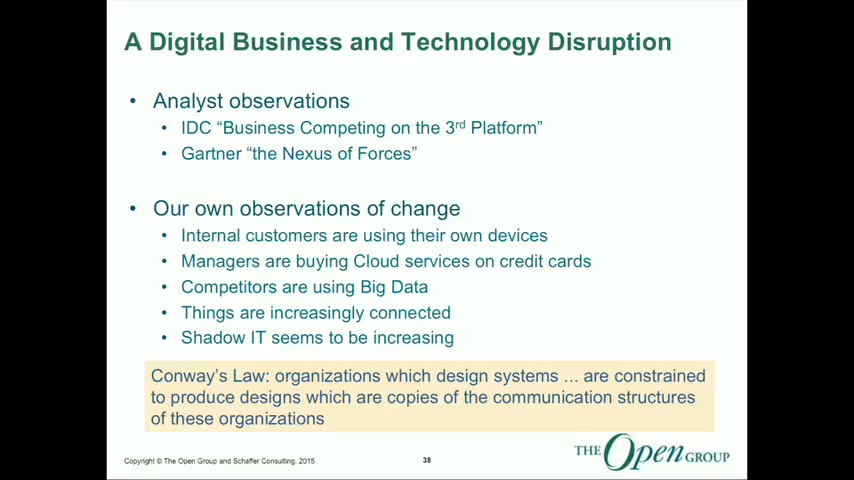 A Digital Business and Technology Disruption
• Analyst observations
• IDC “Business Competing on the 3rd Platform”
• Gartner “the Nexus of Forces”
• Our own observations of change
• Internal customers are using their own devices
• Managers are buying Cloud services on credit cards
• Competitors are using Big Data
• Things are increasingly connected
• Shadow IT seems to be increasing
Conway’s Law: organizations which design systems ... are constrained
to produce designs which are copies of the communication structures
of these organizations
Copyright © The Open Group and Schaffer Consulting, 2015
38
THE Open GROUP